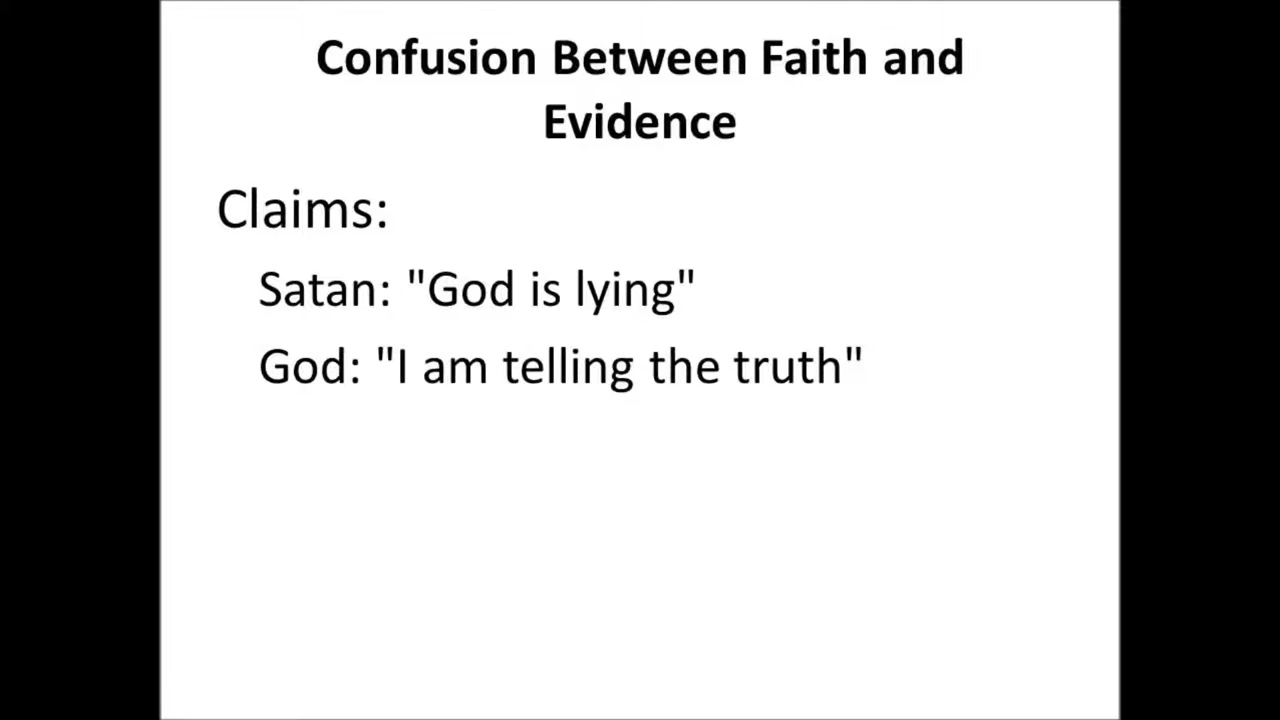 Confusion Between Faith and
Evidence
Claims:
Satan: "God is lying"
God: "I am telling the truth"